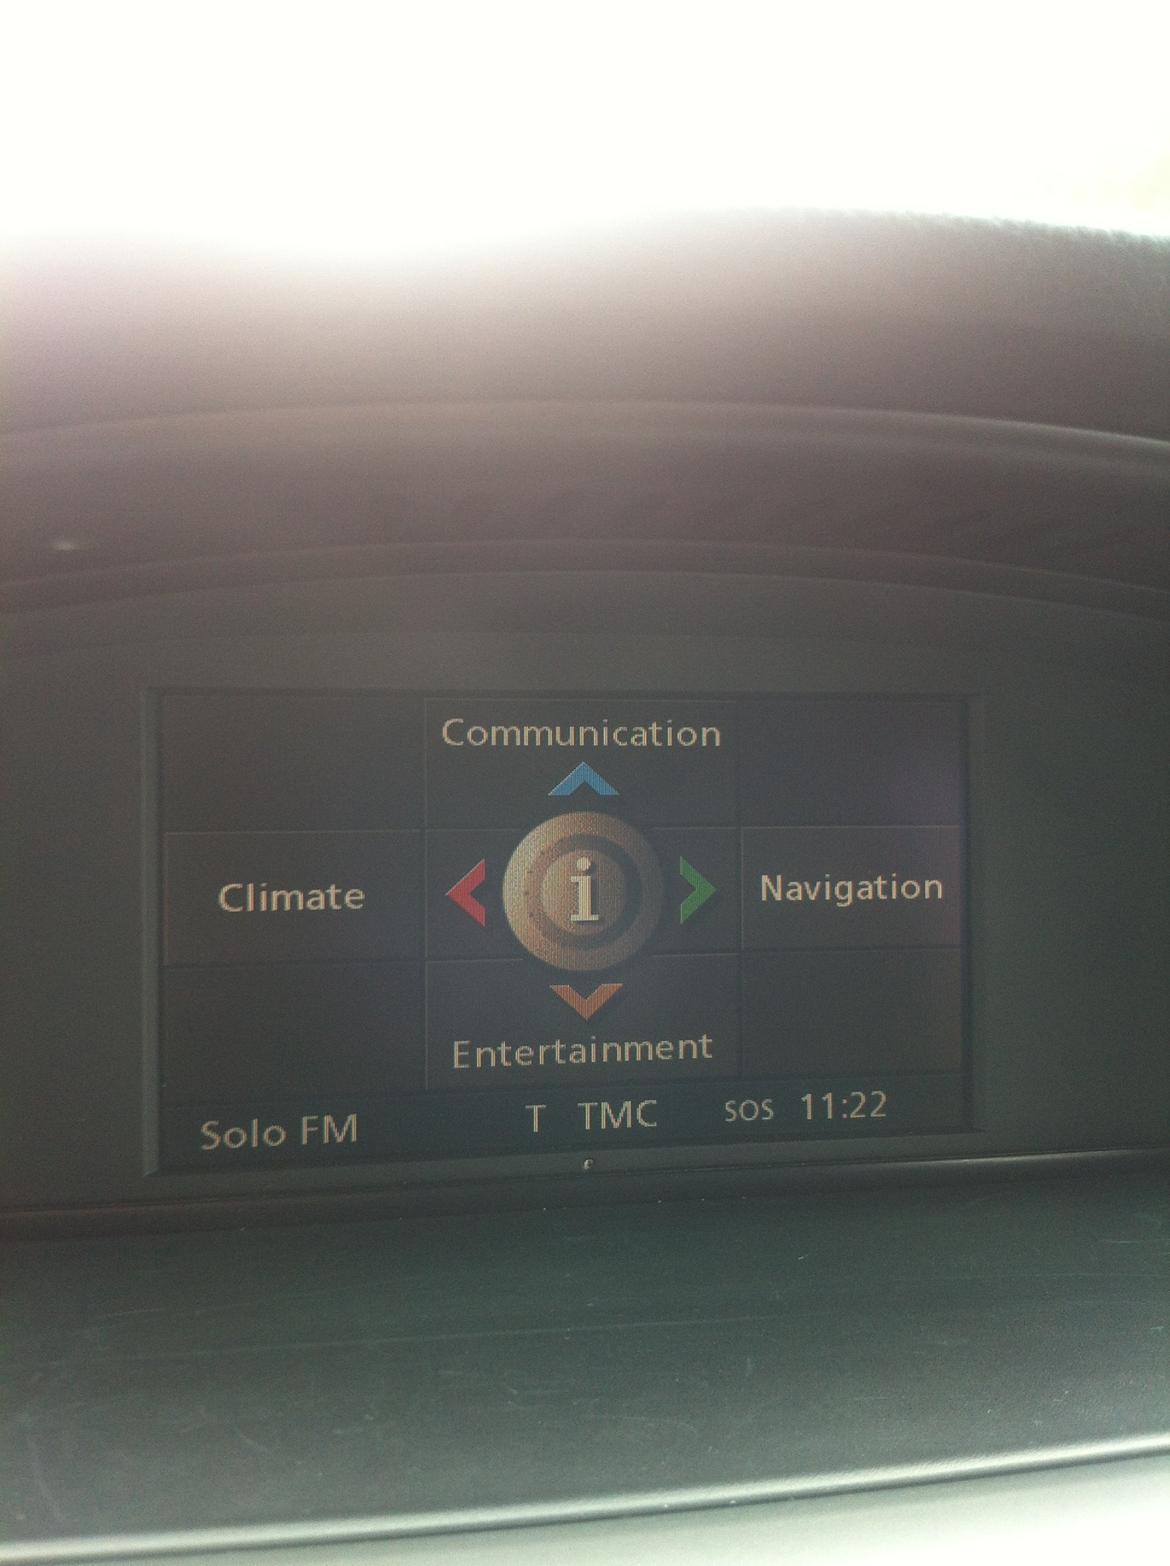 Communication
Climate i Navigation
Entertainment
Solo FM T TMC SOS 11:22